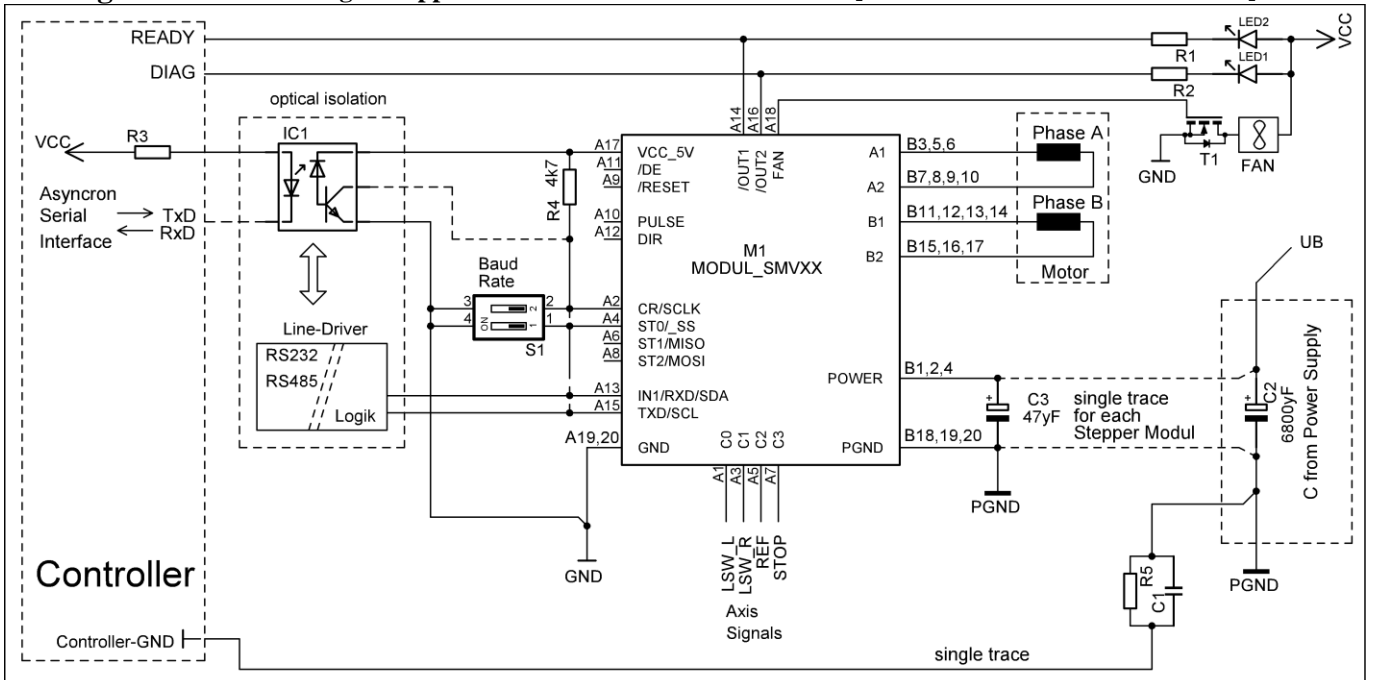 READY
DIAG
R1
LED2
VCC
R2
LED1
T1
FAN
GND
optical isolation
IC1
VCC
R3
Asyncron
Serial
Interface
TxD
RxD
R4 4k7
Baud
Rate
3
4
2
1
ON
2
1
S1
Line-Driver
RS232
RS485
Logik
A14
A16
A18
/OUT1
/OUT2
FAN
A17
VCC_5V
A11
/DE
A9
/RESET
A10
PULSE
A12
DIR
A2
CR/SCLK
A4
ST0/_SS
A6
ST1/MISO
A8
ST2/MOSI
A13
IN1/RXD/SDA
A15
TXD/SCL
A19,20
GND
M1
MODUL_SMVXX
A1
B3,5,6
A2
B7,8,9,10
B1
B11,12,13,14
B2
B15,16,17
Phase A
Phase B
Motor
POWER
B1,2,4
PGND
B18,19,20
C0
C1
C2
C3
A1
A3
A5
A7
LSW_L
LSW_R
REF
STOP
Axis
Signals
GND
+
C3
47yF
PGND
single trace
for each
Stepper Modul
UB
+
C2
6800yF
C from Power Supply
PGND
R5
C1
Controller
Controller-GND
single trace